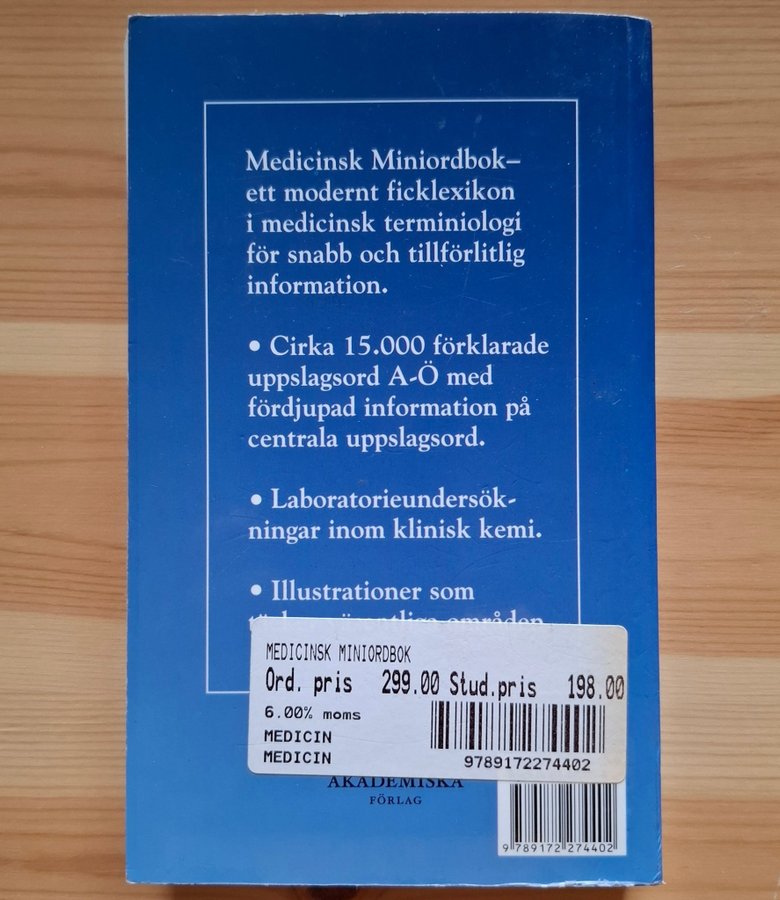 Medicinsk Miniordbok–
ett modernt ficklexikon
i medicinsk terminiologi
för snabb och tillförlitlig
information.
• Cirka 15.000 förklarade
uppslagsord A-Ö med
fördjupad information på
centrala uppslagsord.
• Laboratorieundersök-
ningar inom klinisk kemi.
• Illustrationer som
områden
MEDICINSK MINIORDBOK
Ord. pris 299.00 Stud.pris 198.00
6.00% moms
MEDICIN
MEDICIN
9789172274402
AKADEMISKA
FÖRLAG
9 789172 274402